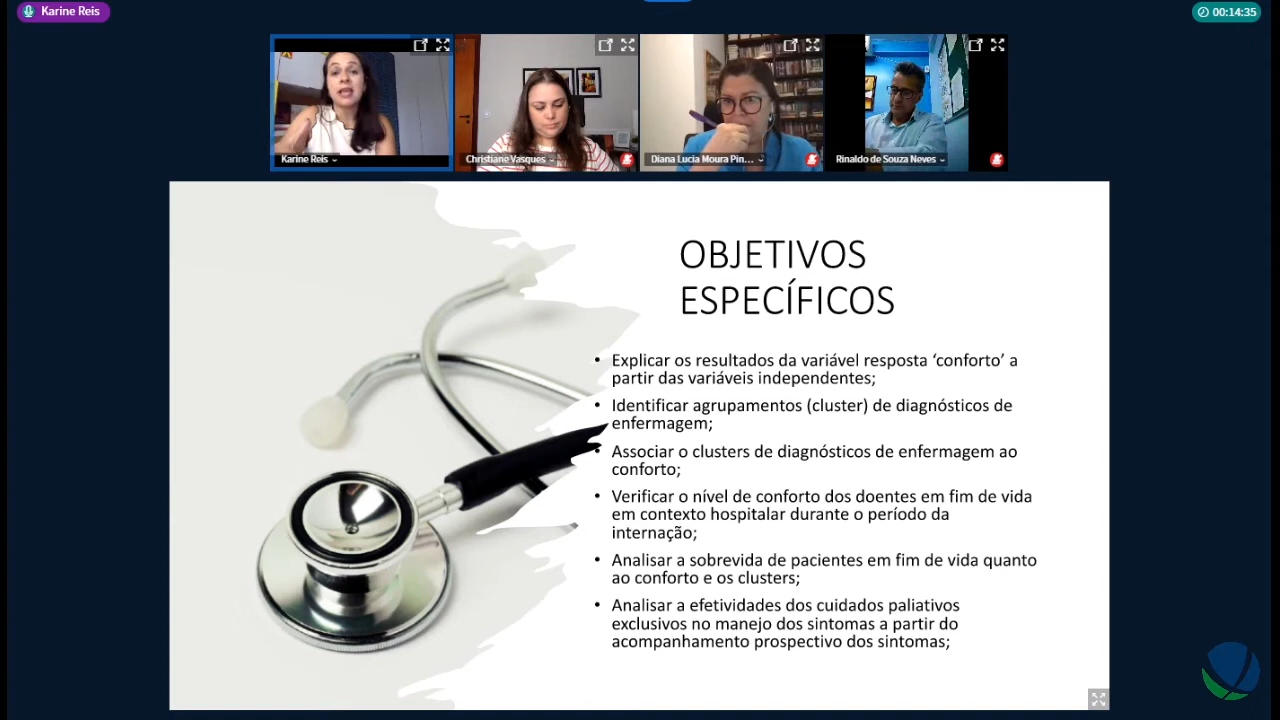 Karine Reis
00:14:35
Karine Reis
Christiane Vasques
Diana Lucia Moura Pin...
Rinaldo de Souza Neves
OBJETIVOS
ESPECÍFICOS
• Explicar os resultados da variável resposta ‘conforto’ a
partir das variáveis independentes;
• Identificar agrupamentos (cluster) de diagnósticos de
enfermagem;
• Associar o clusters de diagnósticos de enfermagem ao
conforto;
• Verificar o nível de conforto dos doentes em fim de vida
em contexto hospitalar durante o período da
internação;
• Analisar a sobrevida de pacientes em fim de vida quanto
ao conforto e os clusters;
• Analisar a efetividades dos cuidados paliativos
exclusivos no manejo dos sintomas a partir do
acompanhamento prospectivo dos sintomas;